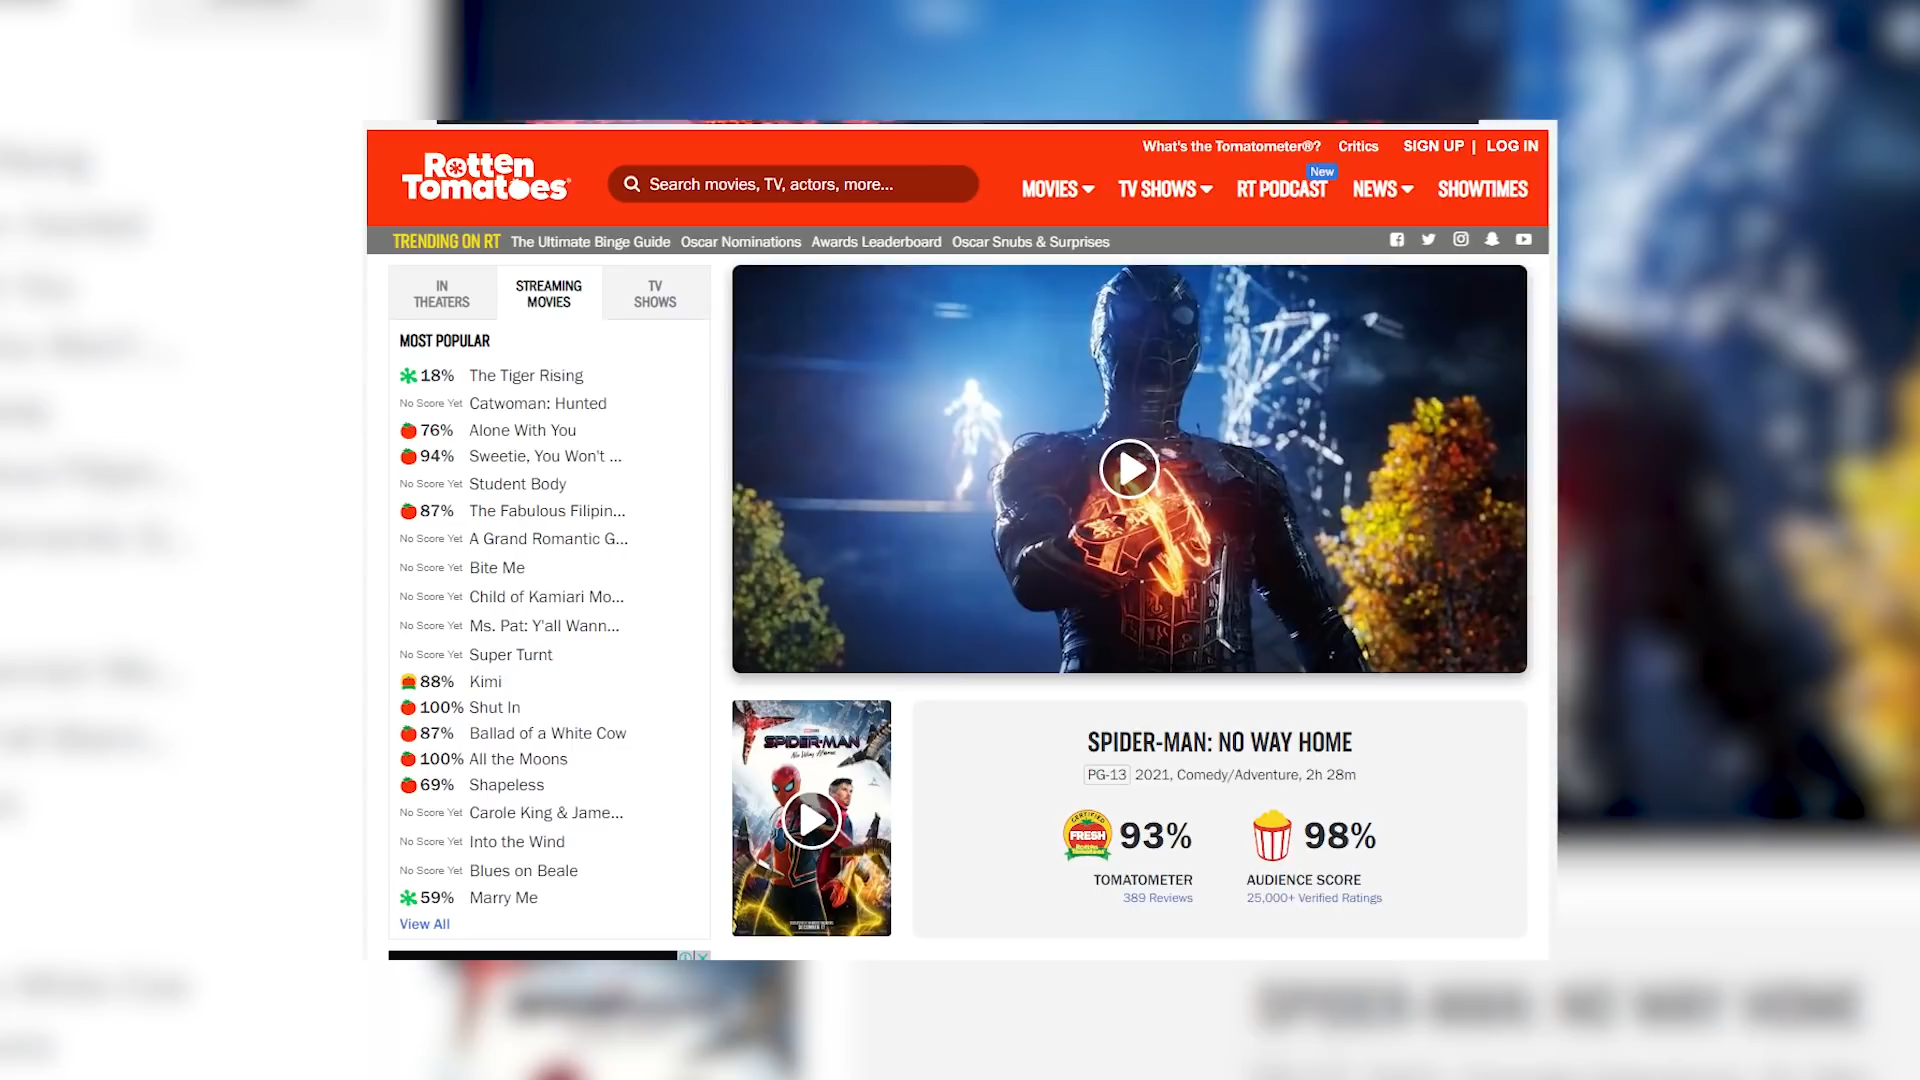 What's the Tomatometer®? Critics SIGN UP | LOG IN
Rotten
Tomatoes
Search movies, TV, actors, more...
New
MOVIES TV SHOWS RT PODCAST NEWS SHOWTIMES
TRENDING ON RT The Ultimate Binge Guide Oscar Nominations Awards Leaderboard Oscar Snubs & Surprises
IN
THEATERS
STREAMING
MOVIES
TV
SHOWS
MOST POPULAR
18% The Tiger Rising
No Score Yet Catwoman: Hunted
76% Alone With You
94% Sweetie, You Won't ...
No Score Yet Student Body
87% The Fabulous Filipin...
No Score Yet A Grand Romantic G...
No Score Yet Bite Me
No Score Yet Child of Kamiari Mo...
No Score Yet Ms. Pat: Y'all Wann...
No Score Yet Super Turnt
88% Kimi
100% Shut In
87% Ballad of a White Cow
100% All the Moons
69% Shapeless
No Score Yet Carole King & Jame...
No Score Yet Into the Wind
No Score Yet Blues on Beale
59% Marry Me
View All
SPIDER-MAN
No Way Home
SPIDER-MAN: NO WAY HOME
PG-13 2021, Comedy/Adventure, 2h 28m
CERTIFIED
FRESH
Rotten
Tomatoes
93%
98%
TOMATOMETER
389 Reviews
AUDIENCE SCORE
25,000+ Verified Ratings